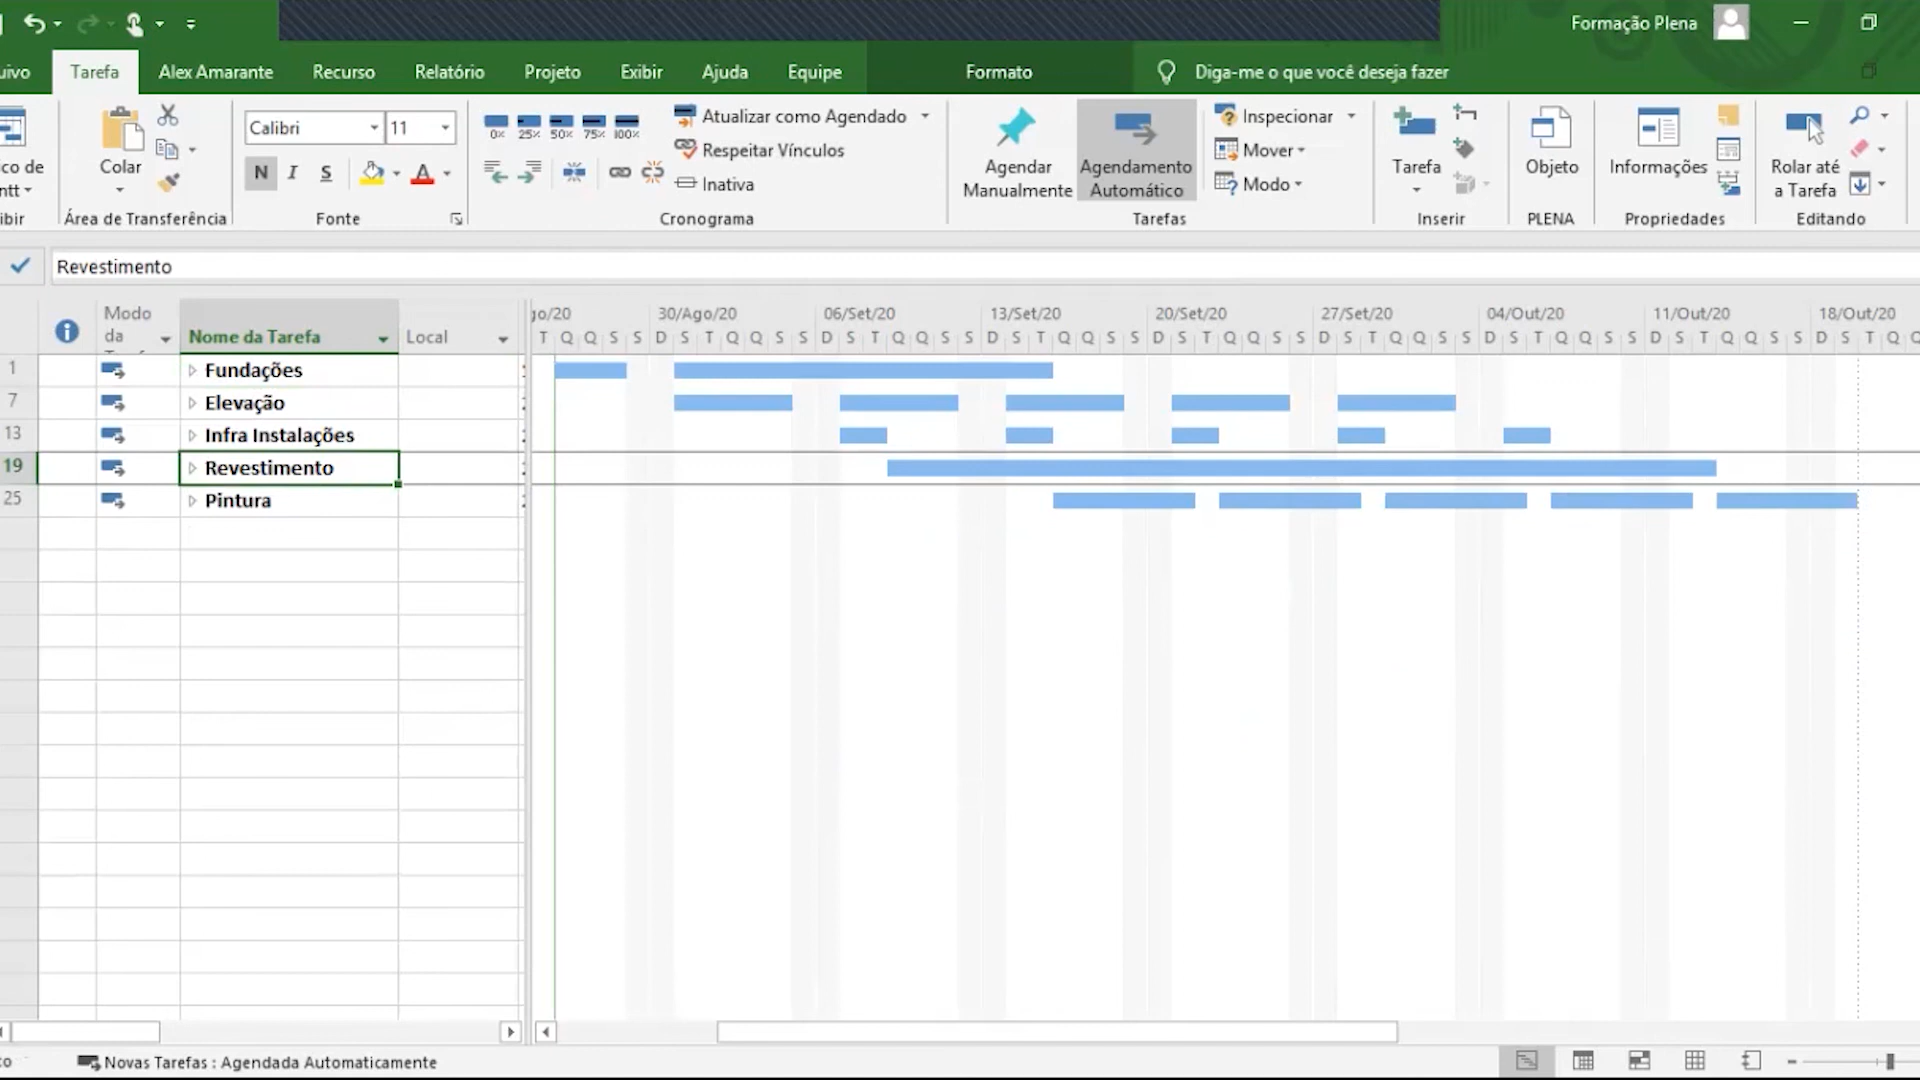 Formação Plena
uivo Tarefa Alex Amarante Recurso Relatório Projeto Exibir Ajuda Equipe Formato Diga-me o que você deseja fazer
ico de
ntt
ibir
Colar
Área de Transferência
Calibri 11
N I S A
Fonte
0% 25% 50% 75% 100%
Atualizar como Agendado
Respeitar Vínculos
Inativa
Cronograma
Agendar
Manualmente
Agendamento
Automático
Inspecionar
Mover
Modo
Tarefas
Tarefa
Inserir
Objeto
PLENA
Informações
Propriedades
Rolar até
a Tarefa
Editando
Revestimento
Modo
da
Nome da Tarefa
Local
go/20 30/Ago/20 06/Set/20 13/Set/20 20/Set/20 27/Set/20 04/Out/20 11/Out/20 18/Out/20
T Q Q S S D S T Q Q S S D S T Q Q S S D S T Q Q S S D S T Q Q S S D S T Q Q S S D S T Q Q S S D S T Q Q S S D S T Q Q
1 Fundações
7 Elevação
13 Infra Instalações
19 Revestimento
25 Pintura
to Novas Tarefas : Agendada Automaticamente